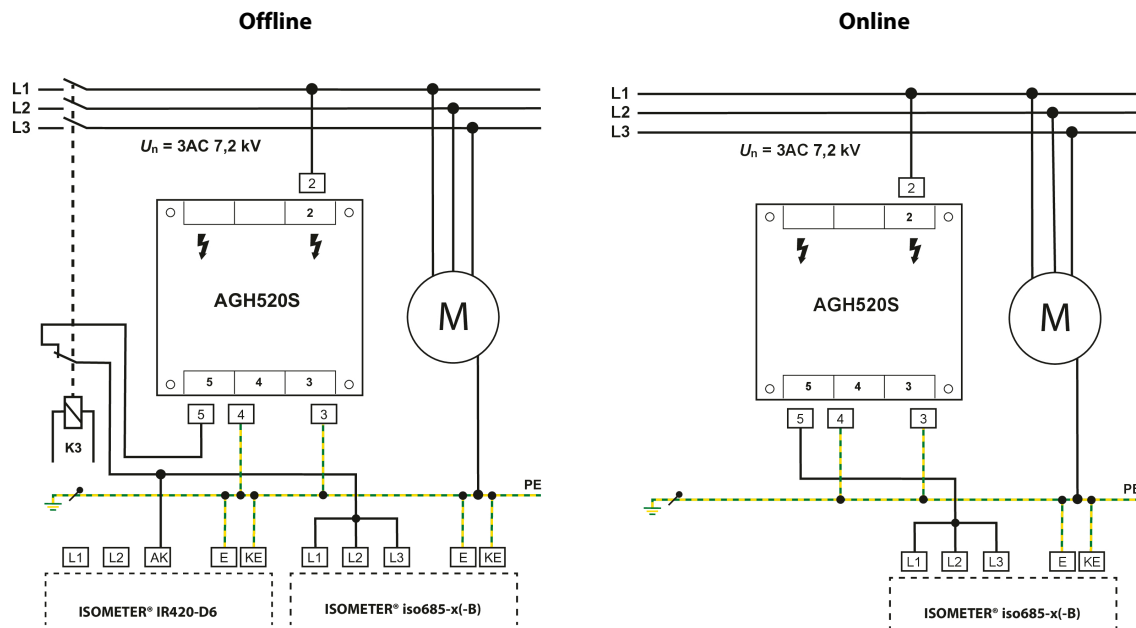 Offline
L1
L2
L3
Un = 3AC 7,2 kV
2
2
AGH520S
M
5 4 3
5 4 3
K3
PE
L1 L2 AK E KE L1 L2 L3 E KE
ISOMETER® IR420-D6
ISOMETER® iso685-x(-B)
Online
L1
L2
L3
Un = 3AC 7,2 kV
2
2
AGH520S
M
5 4 3
5 4 3
PE
L1 L2 L3 E KE
ISOMETER® iso685-x(-B)